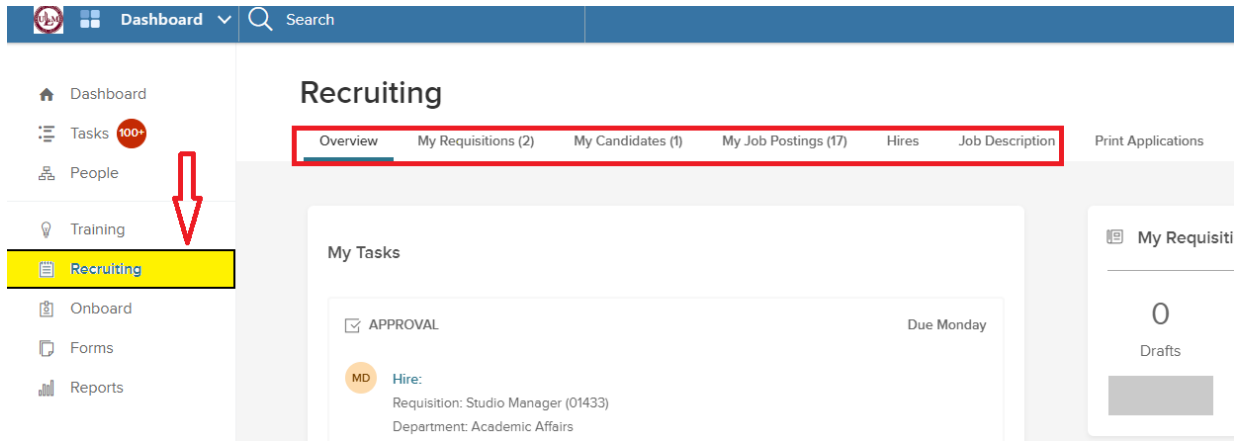 ULM
Dashboard
Search
Dashboard
Tasks 100+
People
Training
Recruiting
Onboard
Forms
Reports
Recruiting
Overview My Requisitions (2) My Candidates (1) My Job Postings (17) Hires Job Description Print Applications
My Tasks
APPROVAL Due Monday
MD Hire:
Requisition: Studio Manager (01433)
Department: Academic Affairs
My Requisiti
0
Drafts